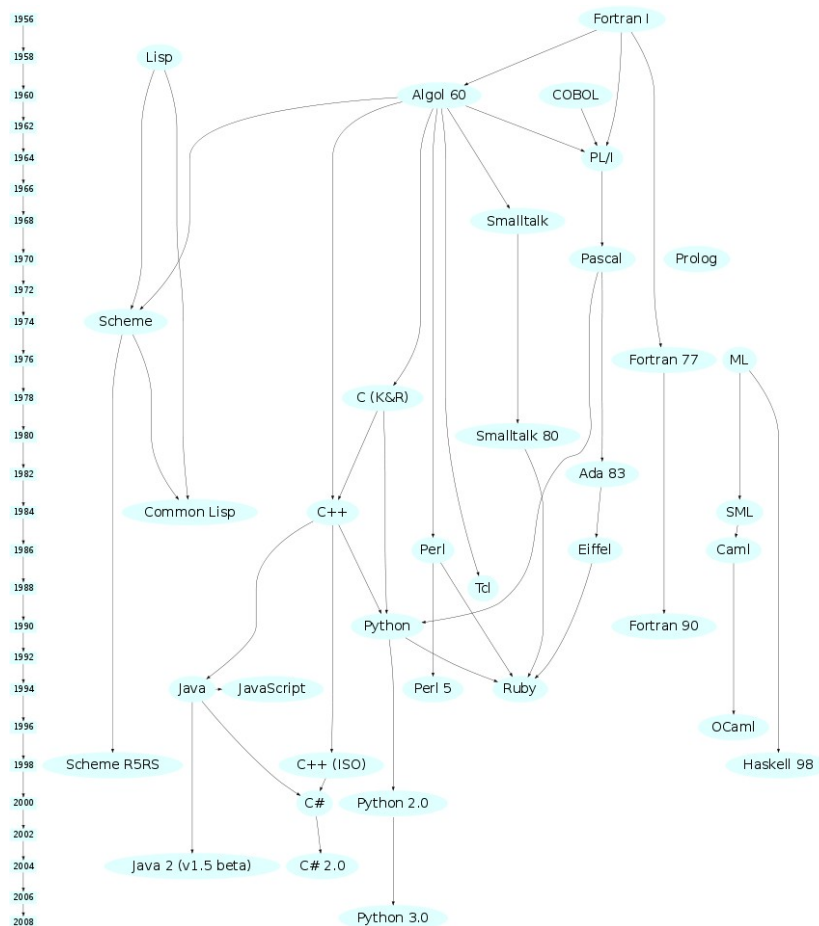 1956
Fortran I
1958
Lisp
1960
Algol 60
COBOL
1962
1964
PL/I
1966
1968
Smalltalk
1970
Pascal
Prolog
1972
1974
Scheme
1976
Fortran 77
ML
1978
C (K&R)
1980
Smalltalk 80
1982
Ada 83
1984
Common Lisp
C++
SML
1986
Perl
Eiffel
Caml
1988
Tcl
1990
Python
Fortran 90
1992
1994
Java
JavaScript
Perl 5
Ruby
1996
OCaml
1998
Scheme R5RS
C++ (ISO)
Haskell 98
2000
C#
Python 2.0
2002
2004
Java 2 (v1.5 beta)
C# 2.0
2006
2008
Python 3.0